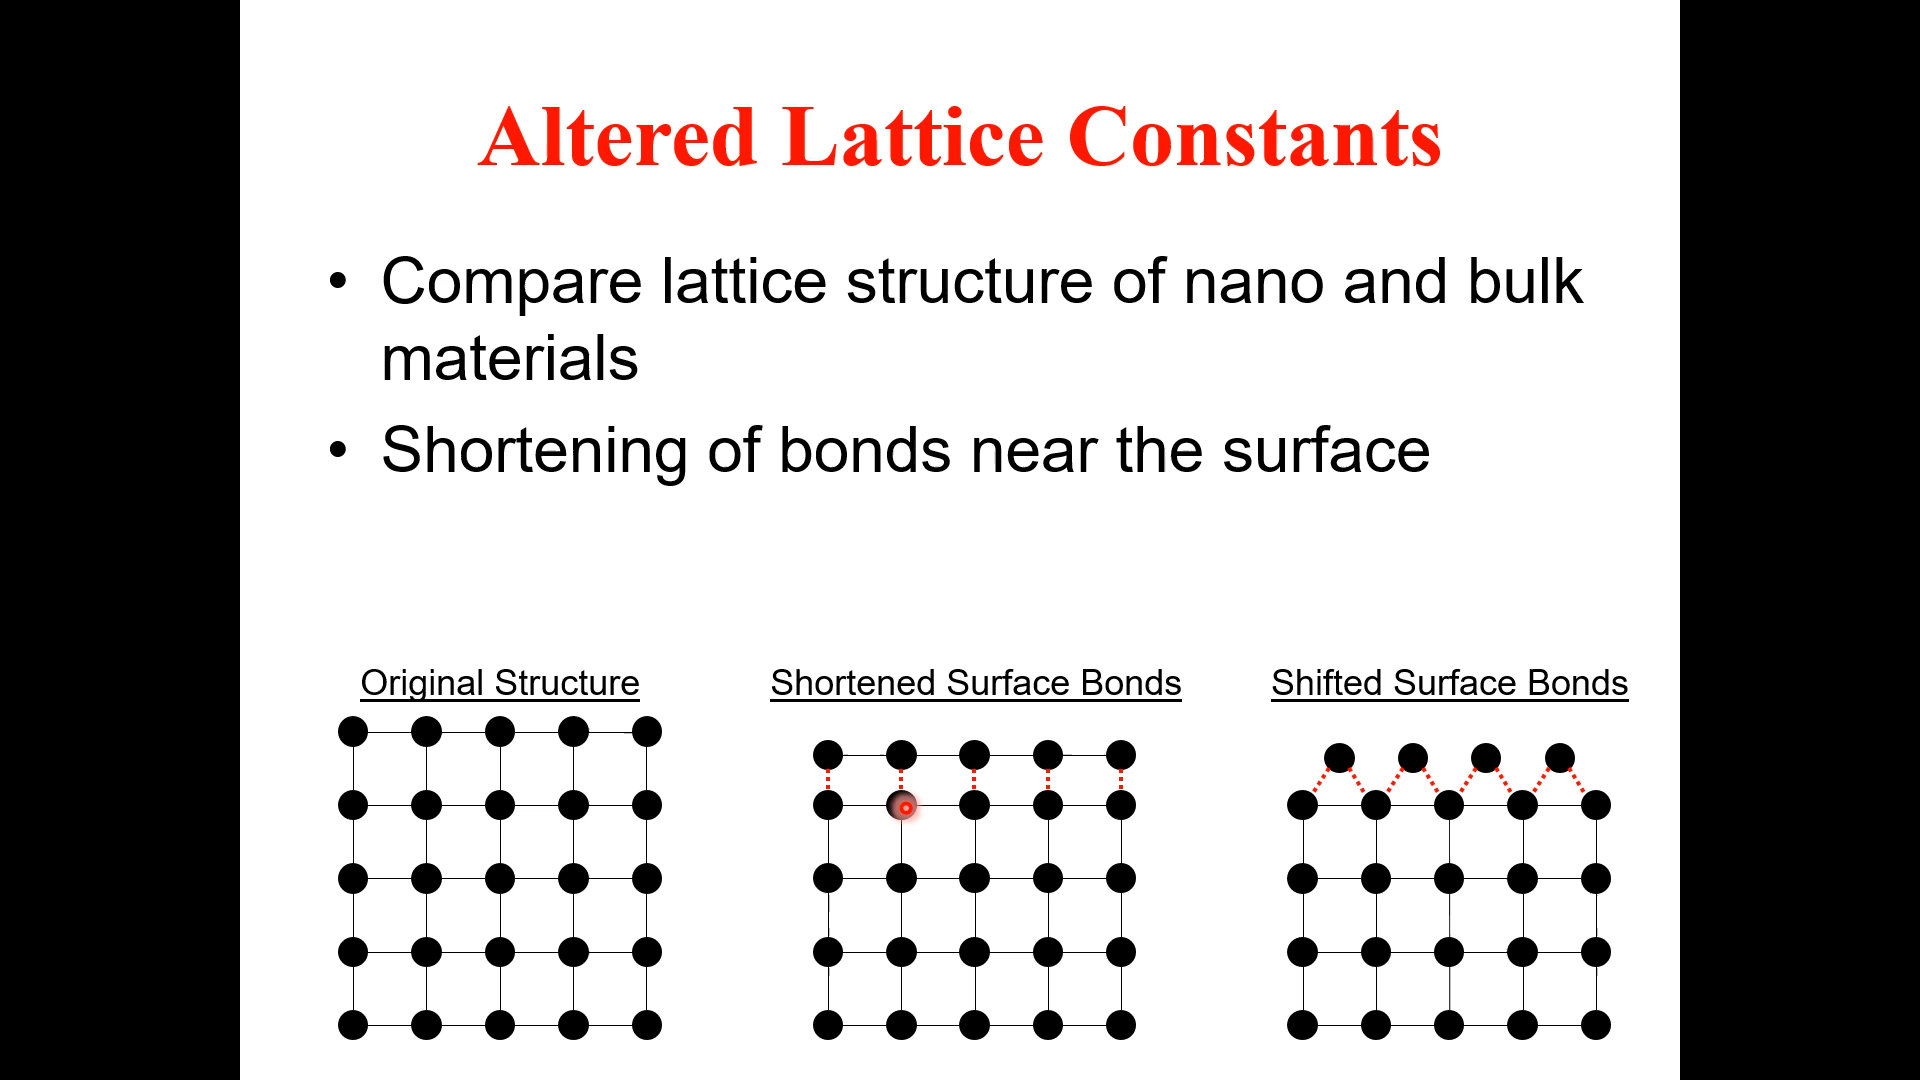 Altered Lattice Constants
• Compare lattice structure of nano and bulk
materials
• Shortening of bonds near the surface
Original Structure
Shortened Surface Bonds
Shifted Surface Bonds